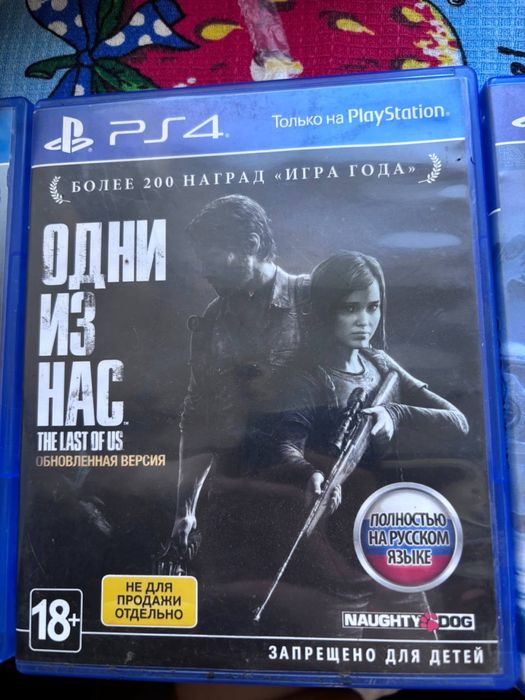 PS4
Только на PlayStation
БОЛЕЕ 200 НАГРАД «ИГРА ГОДА»
ОДНИ
ИЗ
НАС
THE LAST OF US™
ОБНОВЛЕННАЯ ВЕРСИЯ
ПОЛНОСТЬЮ
НА РУССКОМ
ЯЗЫКЕ
НЕ ДЛЯ
ПРОДАЖИ
ОТДЕЛЬНО
18+
NAUGHTY DOG
ЗАПРЕЩЕНО ДЛЯ ДЕТЕЙ